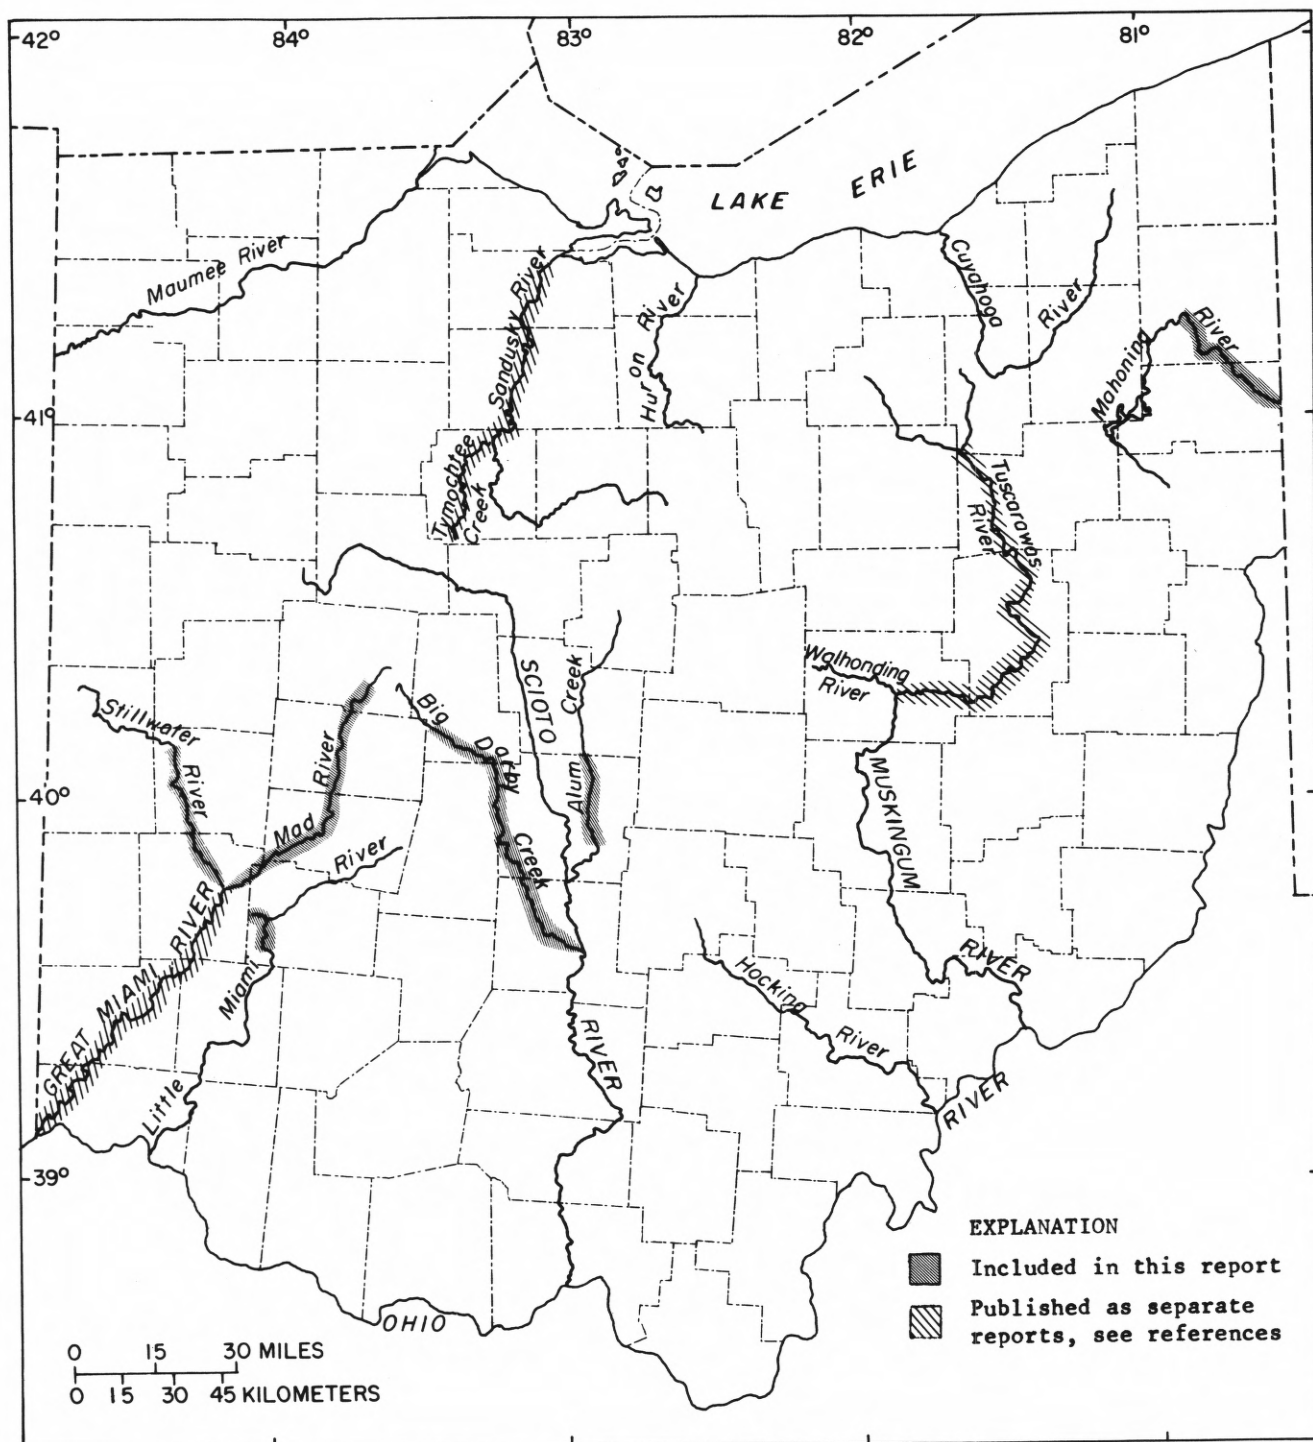 42° 84° 83° 82° 81°
LAKE ERIE
Maumee River
Sandusky River
Huron River
Cuyahoga River
Mahoning River
41°
Tymochtee Creek
Tuscarawas River
Walhonding River
SCIOTO RIVER
Alum Creek
Big Darby Creek
Stillwater River
Mad River
40°
MUSKINGUM RIVER
GREAT MIAMI RIVER
Little Miami River
Hocking River
39°
OHIO RIVER
EXPLANATION
Included in this report
Published as separate
reports, see references
0 15 30 MILES
0 15 30 45 KILOMETERS